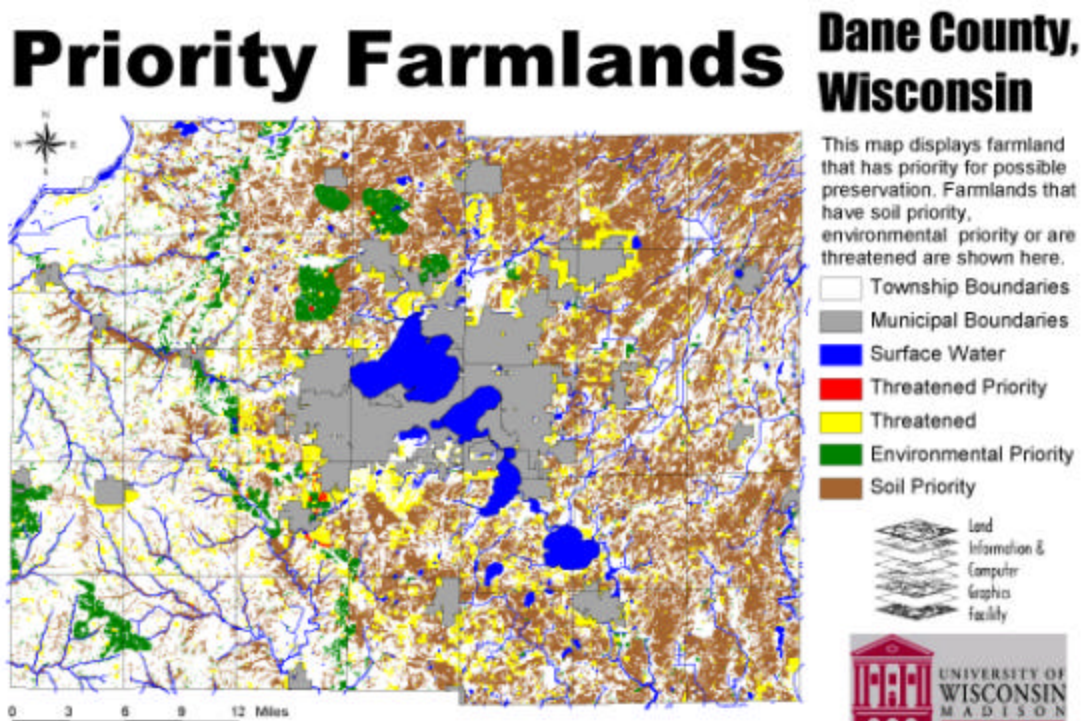 Priority Farmlands
Dane County,
Wisconsin
This map displays farmland
that has priority for possible
preservation. Farmlands that
have soil priority,
environmental priority or are
threatened are shown here.
Township Boundaries
Municipal Boundaries
Surface Water
Threatened Priority
Threatened
Environmental Priority
Soil Priority
Land
Information &
Computer
Graphics
Facility
UNIVERSITY OF
WISCONSIN
MADISON
N
W E
0 3 6 9 12 Miles